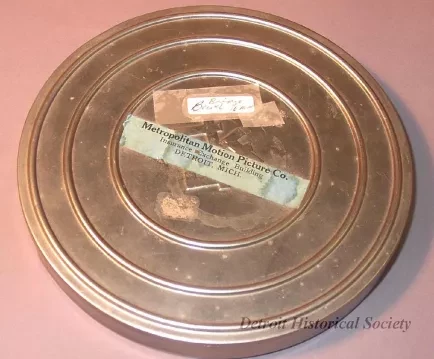 Metropolitan Motion Picture Co.
Insurance Exchange Building
DETROIT, MICH.
Detroit Historical Society